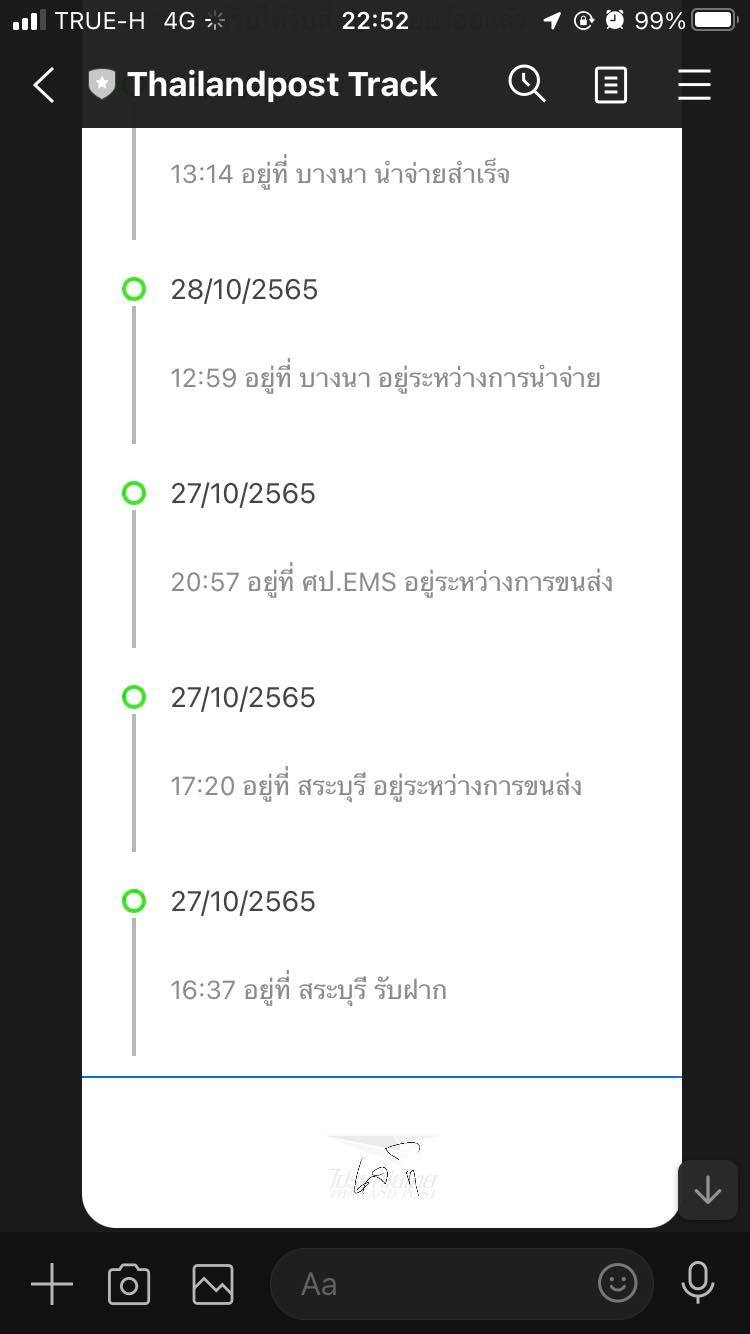 TRUE-H 4G 22:52 99%
Thailandpost Track
13:14 อยู่ที่ บางนา นำจ่ายสำเร็จ
28/10/2565
12:59 อยู่ที่ บางนา อยู่ระหว่างการนำจ่าย
27/10/2565
20:57 อยู่ที่ ศป.EMS อยู่ระหว่างการขนส่ง
27/10/2565
17:20 อยู่ที่ สระบุรี อยู่ระหว่างการขนส่ง
27/10/2565
16:37 อยู่ที่ สระบุรี รับฝาก
THAILAND POST
Aa